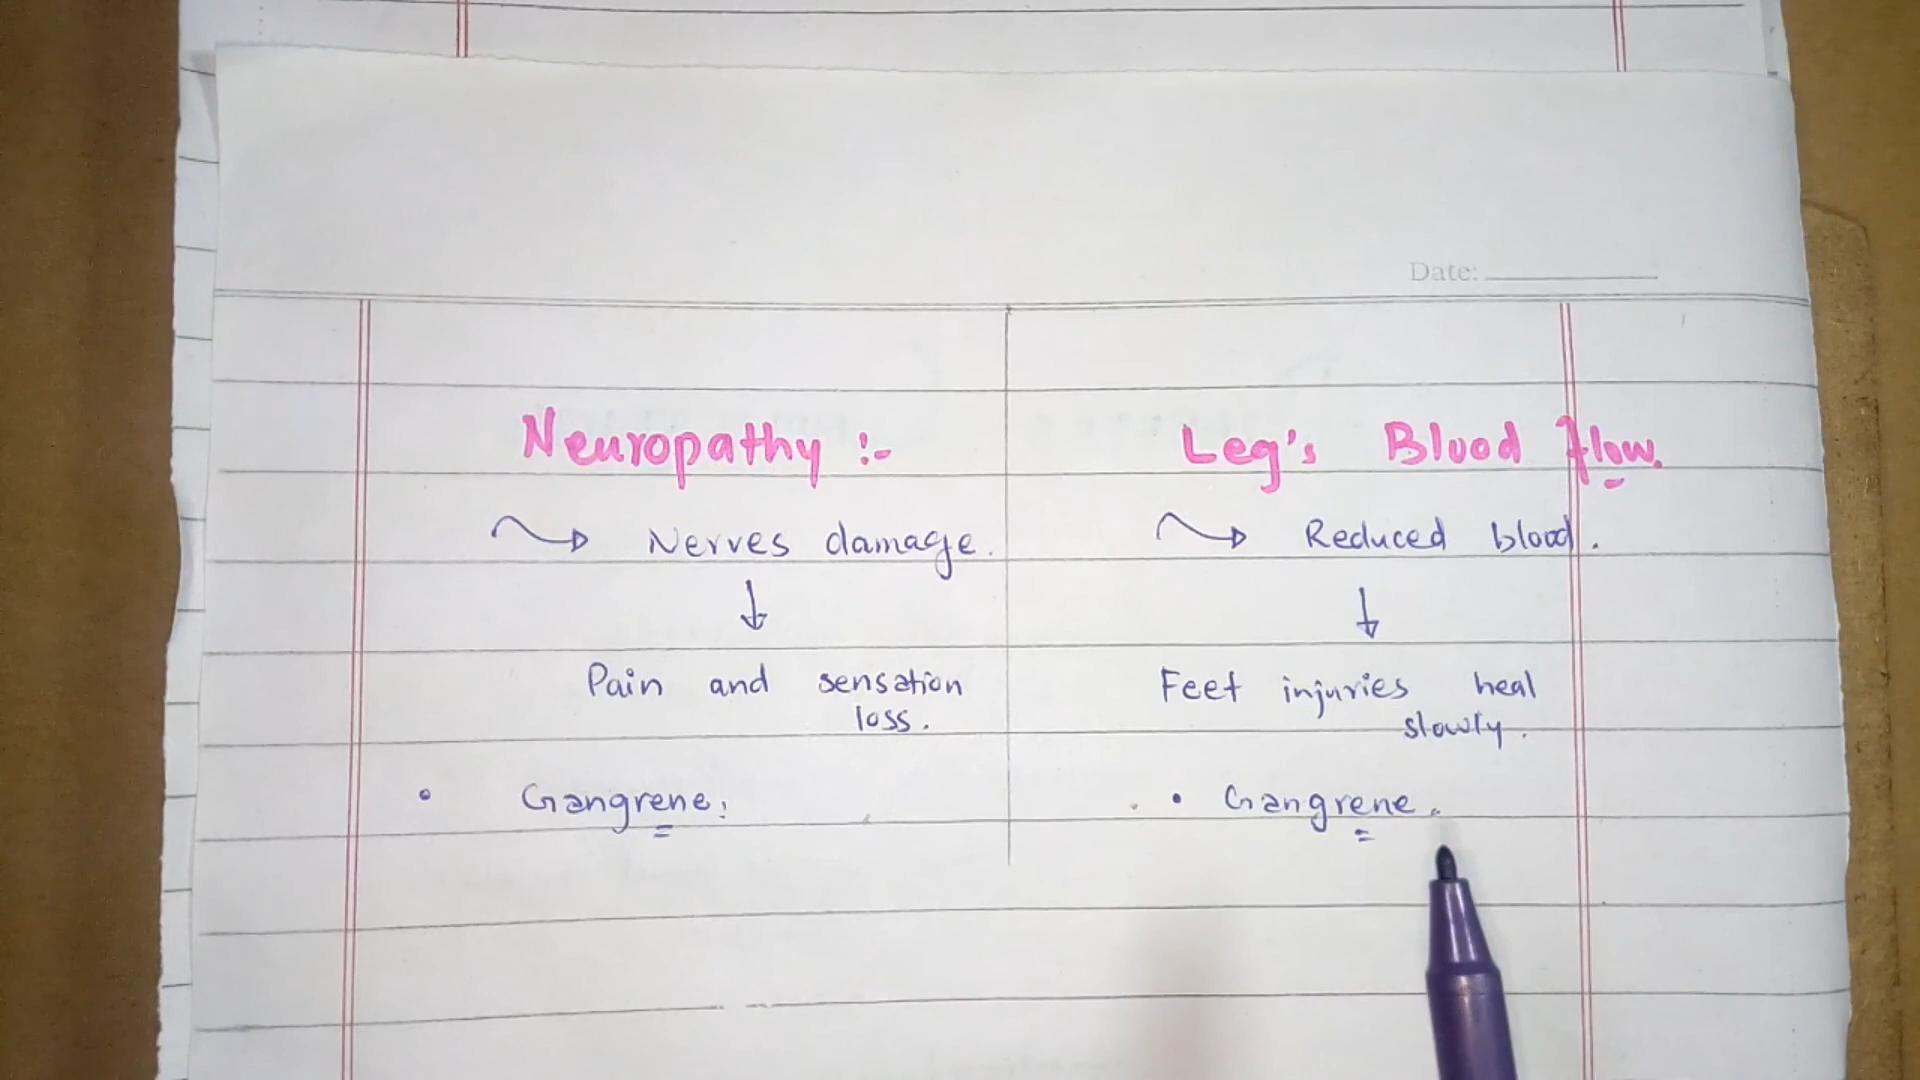 Date:
Neuropathy :-
Nerves damage.
Pain and sensation
loss.
• Gangrene.
Leg's Blood flow.
Reduced blood.
Feet injuries heal
slowly.
• Gangrene.